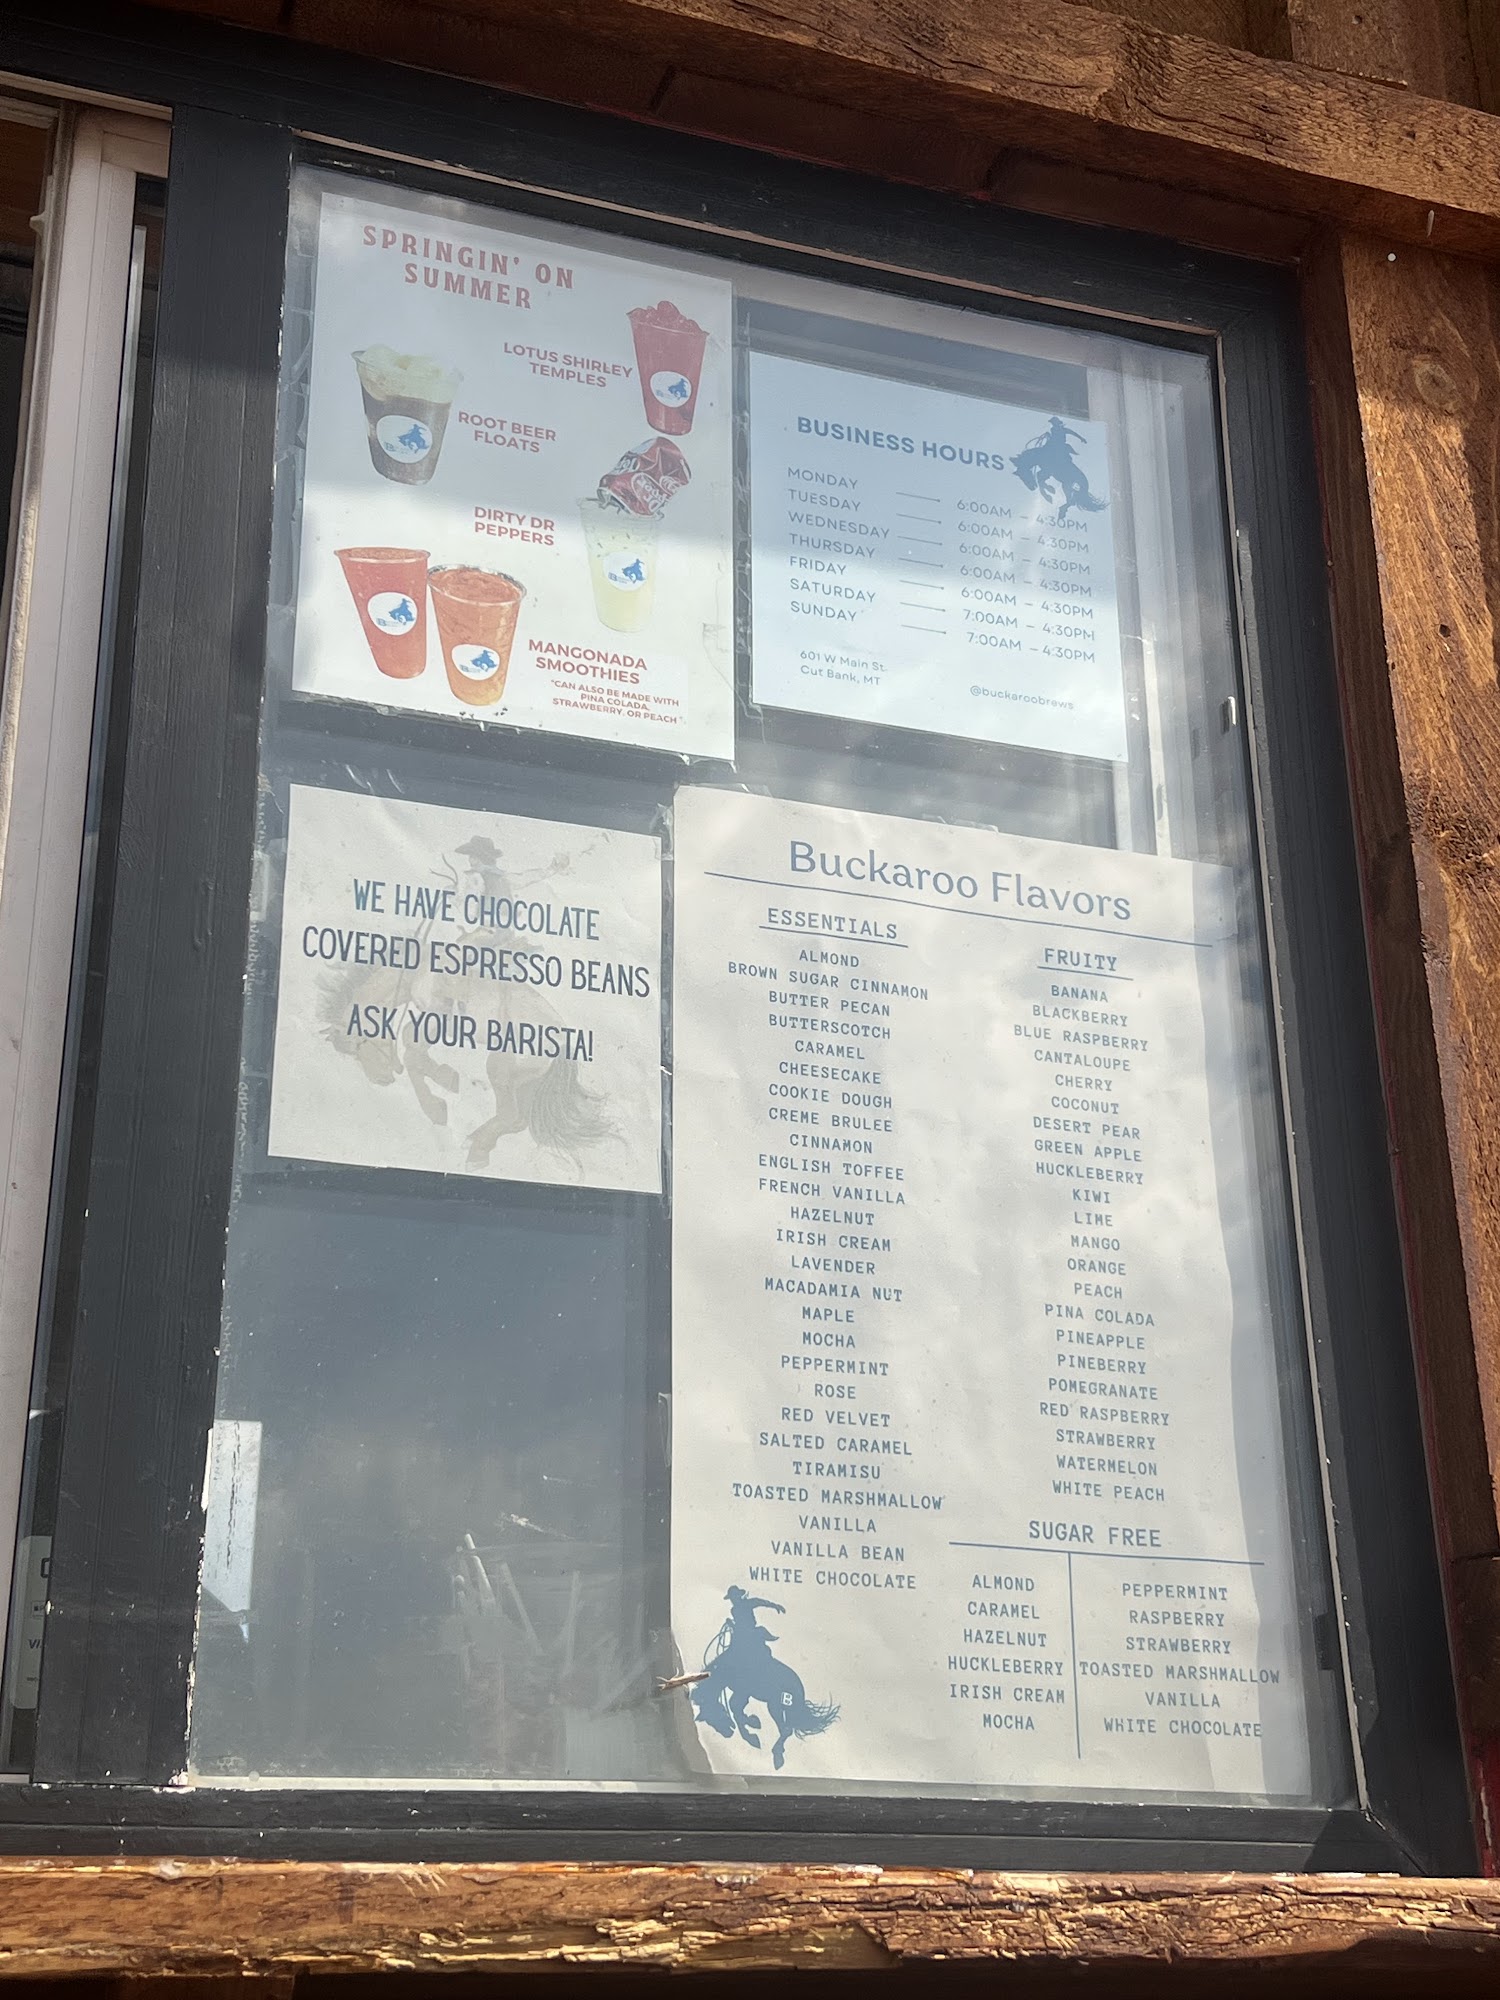 SPRINGIN' ON
SUMMER
LOTUS SHIRLEY
TEMPLES
ROOT BEER
FLOATS
DIRTY DR
PEPPERS
MANGONADA
SMOOTHIES
*CAN ALSO BE MADE WITH
PINA COLADA,
STRAWBERRY, OR PEACH*
BUSINESS HOURS
MONDAY 6:00AM – 4:30PM
TUESDAY 6:00AM – 4:30PM
WEDNESDAY 6:00AM – 4:30PM
THURSDAY 6:00AM – 4:30PM
FRIDAY 6:00AM – 4:30PM
SATURDAY 7:00AM – 4:30PM
SUNDAY 7:00AM – 4:30PM
601 W Main St.
Cut Bank, MT
@buckaroobrews
WE HAVE CHOCOLATE
COVERED ESPRESSO BEANS
ASK YOUR BARISTA!
Buckaroo Flavors
ESSENTIALS
ALMOND
BROWN SUGAR CINNAMON
BUTTER PECAN
BUTTERSCOTCH
CARAMEL
CHEESECAKE
COOKIE DOUGH
CREME BRULEE
CINNAMON
ENGLISH TOFFEE
FRENCH VANILLA
HAZELNUT
IRISH CREAM
LAVENDER
MACADAMIA NUT
MAPLE
MOCHA
PEPPERMINT
ROSE
RED VELVET
SALTED CARAMEL
TIRAMISU
TOASTED MARSHMALLOW
VANILLA
VANILLA BEAN
WHITE CHOCOLATE
FRUITY
BANANA
BLACKBERRY
BLUE RASPBERRY
CANTALOUPE
CHERRY
COCONUT
DESERT PEAR
GREEN APPLE
HUCKLEBERRY
KIWI
LIME
MANGO
ORANGE
PEACH
PINA COLADA
PINEAPPLE
PINEBERRY
POMEGRANATE
RED RASPBERRY
STRAWBERRY
WATERMELON
WHITE PEACH
SUGAR FREE
ALMOND
CARAMEL
HAZELNUT
HUCKLEBERRY
IRISH CREAM
MOCHA
PEPPERMINT
RASPBERRY
STRAWBERRY
TOASTED MARSHMALLOW
VANILLA
WHITE CHOCOLATE
B